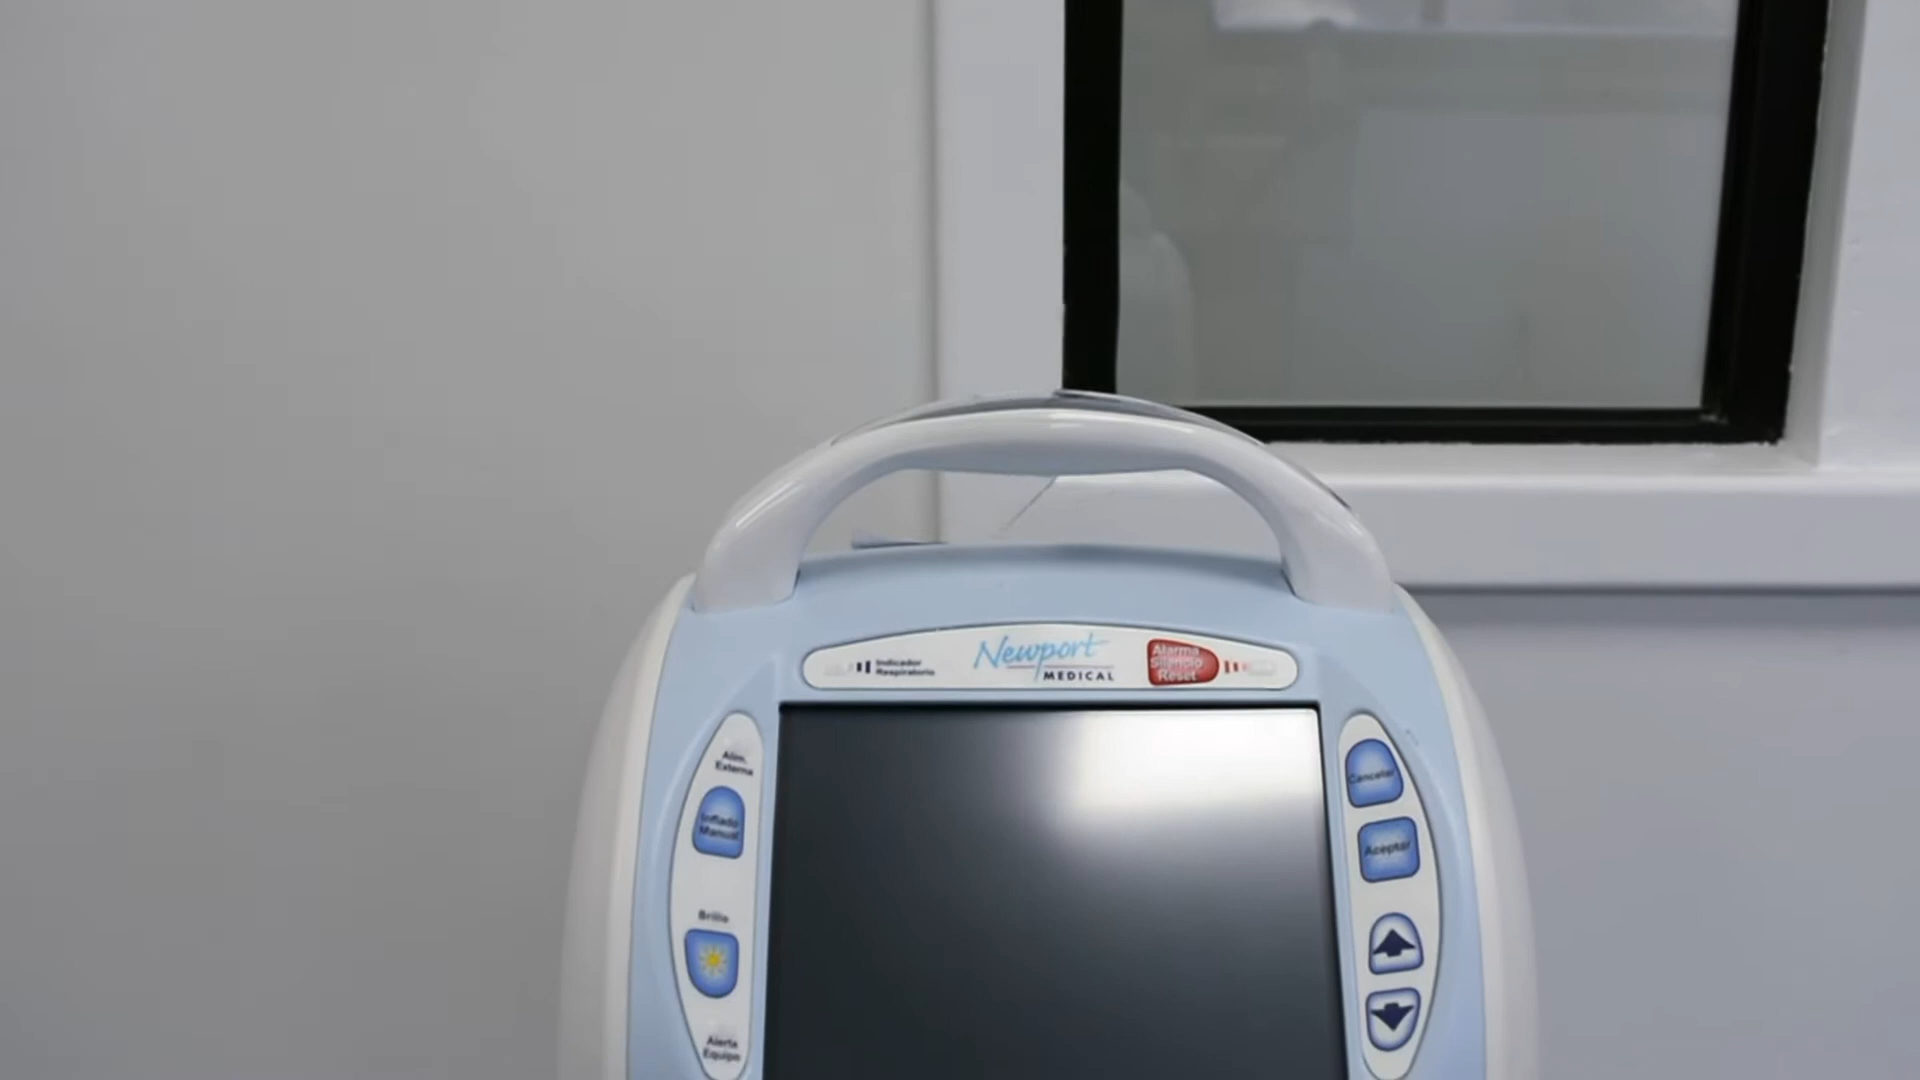 Indicador
Respiratorio
Newport
MEDICAL
Alarma
Silencio
Reset
Alim.
Externa
Inflado
Manual
Brillo
Alerta
Equipo
Cancelar
Aceptar